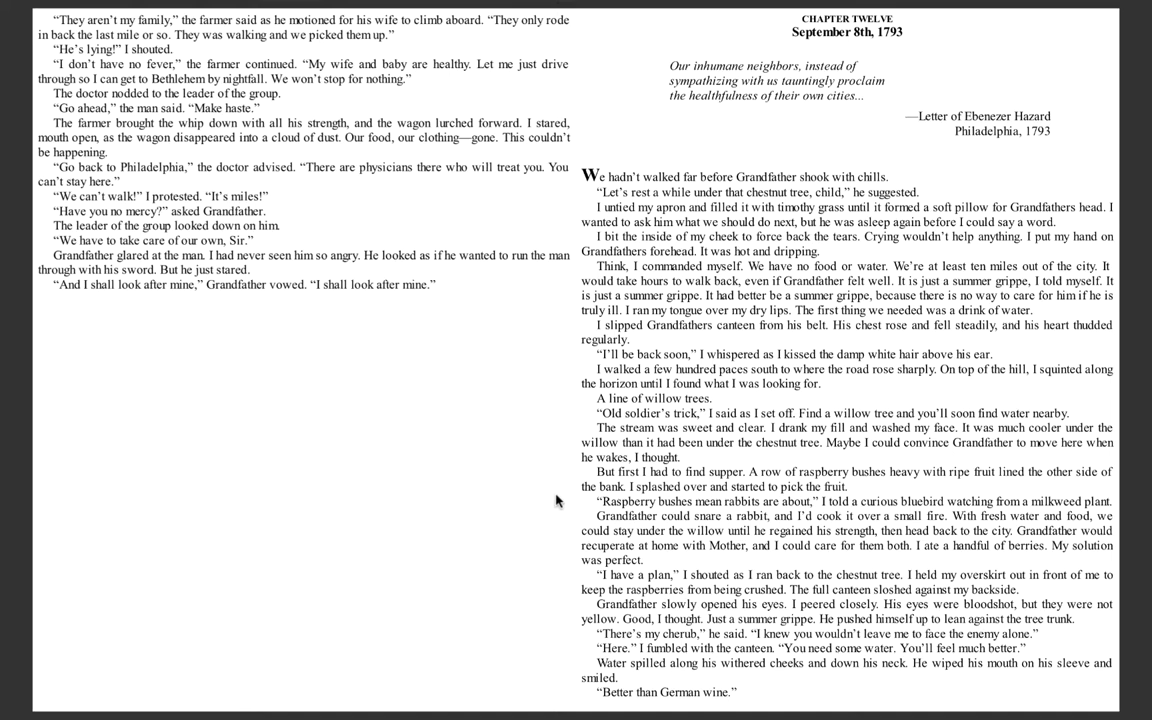 “They aren’t my family,” the farmer said as he motioned for his wife to climb aboard. “They only rode
in back the last mile or so. They was walking and we picked them up.”
“He’s lying!” I shouted.
“I don’t have no fever,” the farmer continued. “My wife and baby are healthy. Let me just drive
through so I can get to Bethlehem by nightfall. We won’t stop for nothing.”
The doctor nodded to the leader of the group.
“Go ahead,” the man said. “Make haste.”
The farmer brought the whip down with all his strength, and the wagon lurched forward. I stared,
mouth open, as the wagon disappeared into a cloud of dust. Our food, our clothing—gone. This couldn’t
be happening.
“Go back to Philadelphia,” the doctor advised. “There are physicians there who will treat you. You
can’t stay here.”
“We can’t walk!” I protested. “It’s miles!”
“Have you no mercy?” asked Grandfather.
The leader of the group looked down on him.
“We have to take care of our own, Sir.”
Grandfather glared at the man. I had never seen him so angry. He looked as if he wanted to run the man
through with his sword. But he just stared.
“And I shall look after mine,” Grandfather vowed. “I shall look after mine.”
CHAPTER TWELVE
September 8th, 1793
Our inhumane neighbors, instead of
sympathizing with us tauntingly proclaim
the healthfulness of their own cities...
—Letter of Ebenezer Hazard
Philadelphia, 1793
We hadn’t walked far before Grandfather shook with chills.
“Let’s rest a while under that chestnut tree, child,” he suggested.
I untied my apron and filled it with timothy grass until it formed a soft pillow for Grandfathers head. I
wanted to ask him what we should do next, but he was asleep again before I could say a word.
I bit the inside of my cheek to force back the tears. Crying wouldn’t help anything. I put my hand on
Grandfathers forehead. It was hot and dripping.
Think, I commanded myself. We have no food or water. We’re at least ten miles out of the city. It
would take hours to walk back, even if Grandfather felt well. It is just a summer grippe, I told myself. It
is just a summer grippe. It had better be a summer grippe, because there is no way to care for him if he is
truly ill. I ran my tongue over my dry lips. The first thing we needed was a drink of water.
I slipped Grandfathers canteen from his belt. His chest rose and fell steadily, and his heart thudded
regularly.
“I’ll be back soon,” I whispered as I kissed the damp white hair above his ear.
I walked a few hundred paces south to where the road rose sharply. On top of the hill, I squinted along
the horizon until I found what I was looking for.
A line of willow trees.
“Old soldier’s trick,” I said as I set off. Find a willow tree and you’ll soon find water nearby.
The stream was sweet and clear. I drank my fill and washed my face. It was much cooler under the
willow than it had been under the chestnut tree. Maybe I could convince Grandfather to move here when
he wakes, I thought.
But first I had to find supper. A row of raspberry bushes heavy with ripe fruit lined the other side of
the bank. I splashed over and started to pick the fruit.
“Raspberry bushes mean rabbits are about,” I told a curious bluebird watching from a milkweed plant.
Grandfather could snare a rabbit, and I’d cook it over a small fire. With fresh water and food, we
could stay under the willow until he regained his strength, then head back to the city. Grandfather would
recuperate at home with Mother, and I could care for them both. I ate a handful of berries. My solution
was perfect.
“I have a plan,” I shouted as I ran back to the chestnut tree. I held my overskirt out in front of me to
keep the raspberries from being crushed. The full canteen sloshed against my backside.
Grandfather slowly opened his eyes. I peered closely. His eyes were bloodshot, but they were not
yellow. Good, I thought. Just a summer grippe. He pushed himself up to lean against the tree trunk.
“There’s my cherub,” he said. “I knew you wouldn’t leave me to face the enemy alone.”
“Here.” I fumbled with the canteen. “You need some water. You’ll feel much better.”
Water spilled along his withered cheeks and down his neck. He wiped his mouth on his sleeve and
smiled.
“Better than German wine.”